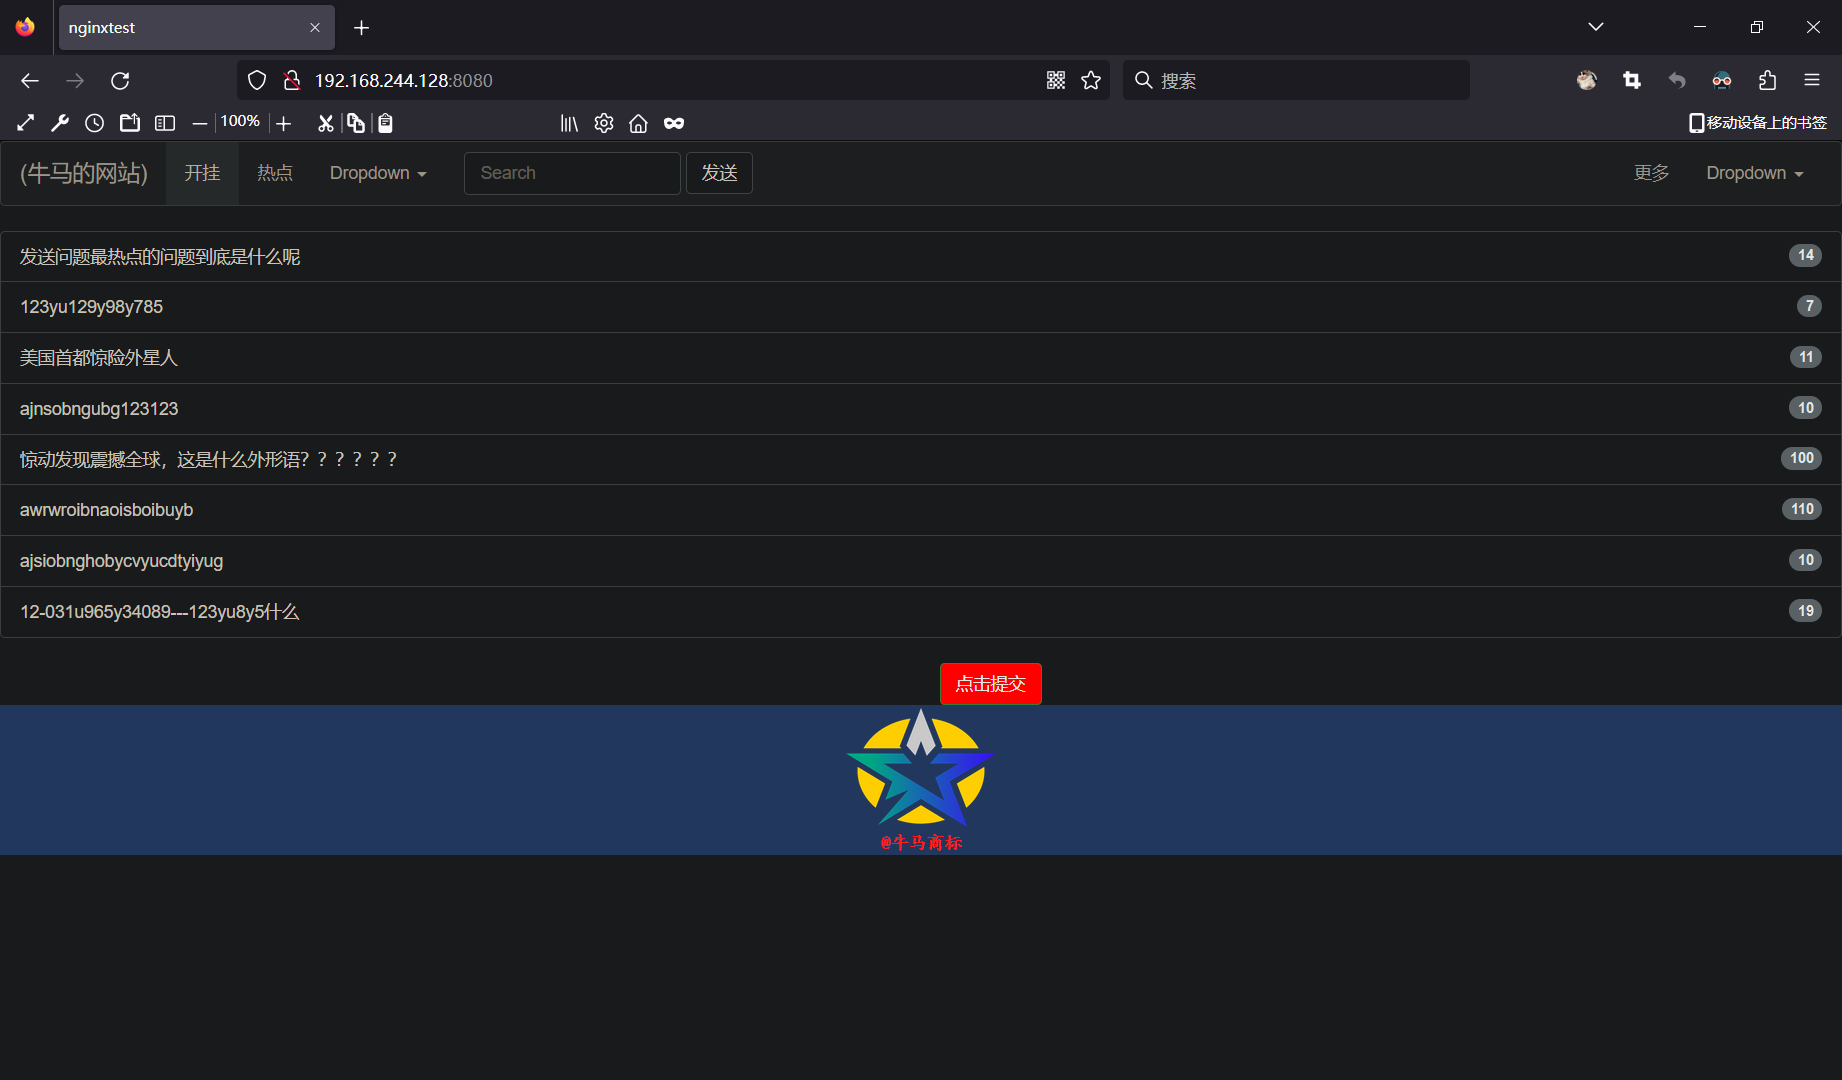 nginxtest
192.168.244.128:8080
搜索
100%
移动设备上的书签
(牛马的网站) 开挂 热点 Dropdown Search 发送 更多 Dropdown
发送问题最热点的问题到底是什么呢 14
123yu129y98y785 7
美国首都惊险外星人 11
ajnsobngubg123123 10
惊动发现震撼全球，这是什么外形语？？？？？？ 100
awrwroibnaoisboibuyb 110
ajsiobnghobycvyucdtyiyug 10
12-031u965y34089---123yu8y5什么 19
点击提交
@牛马商标